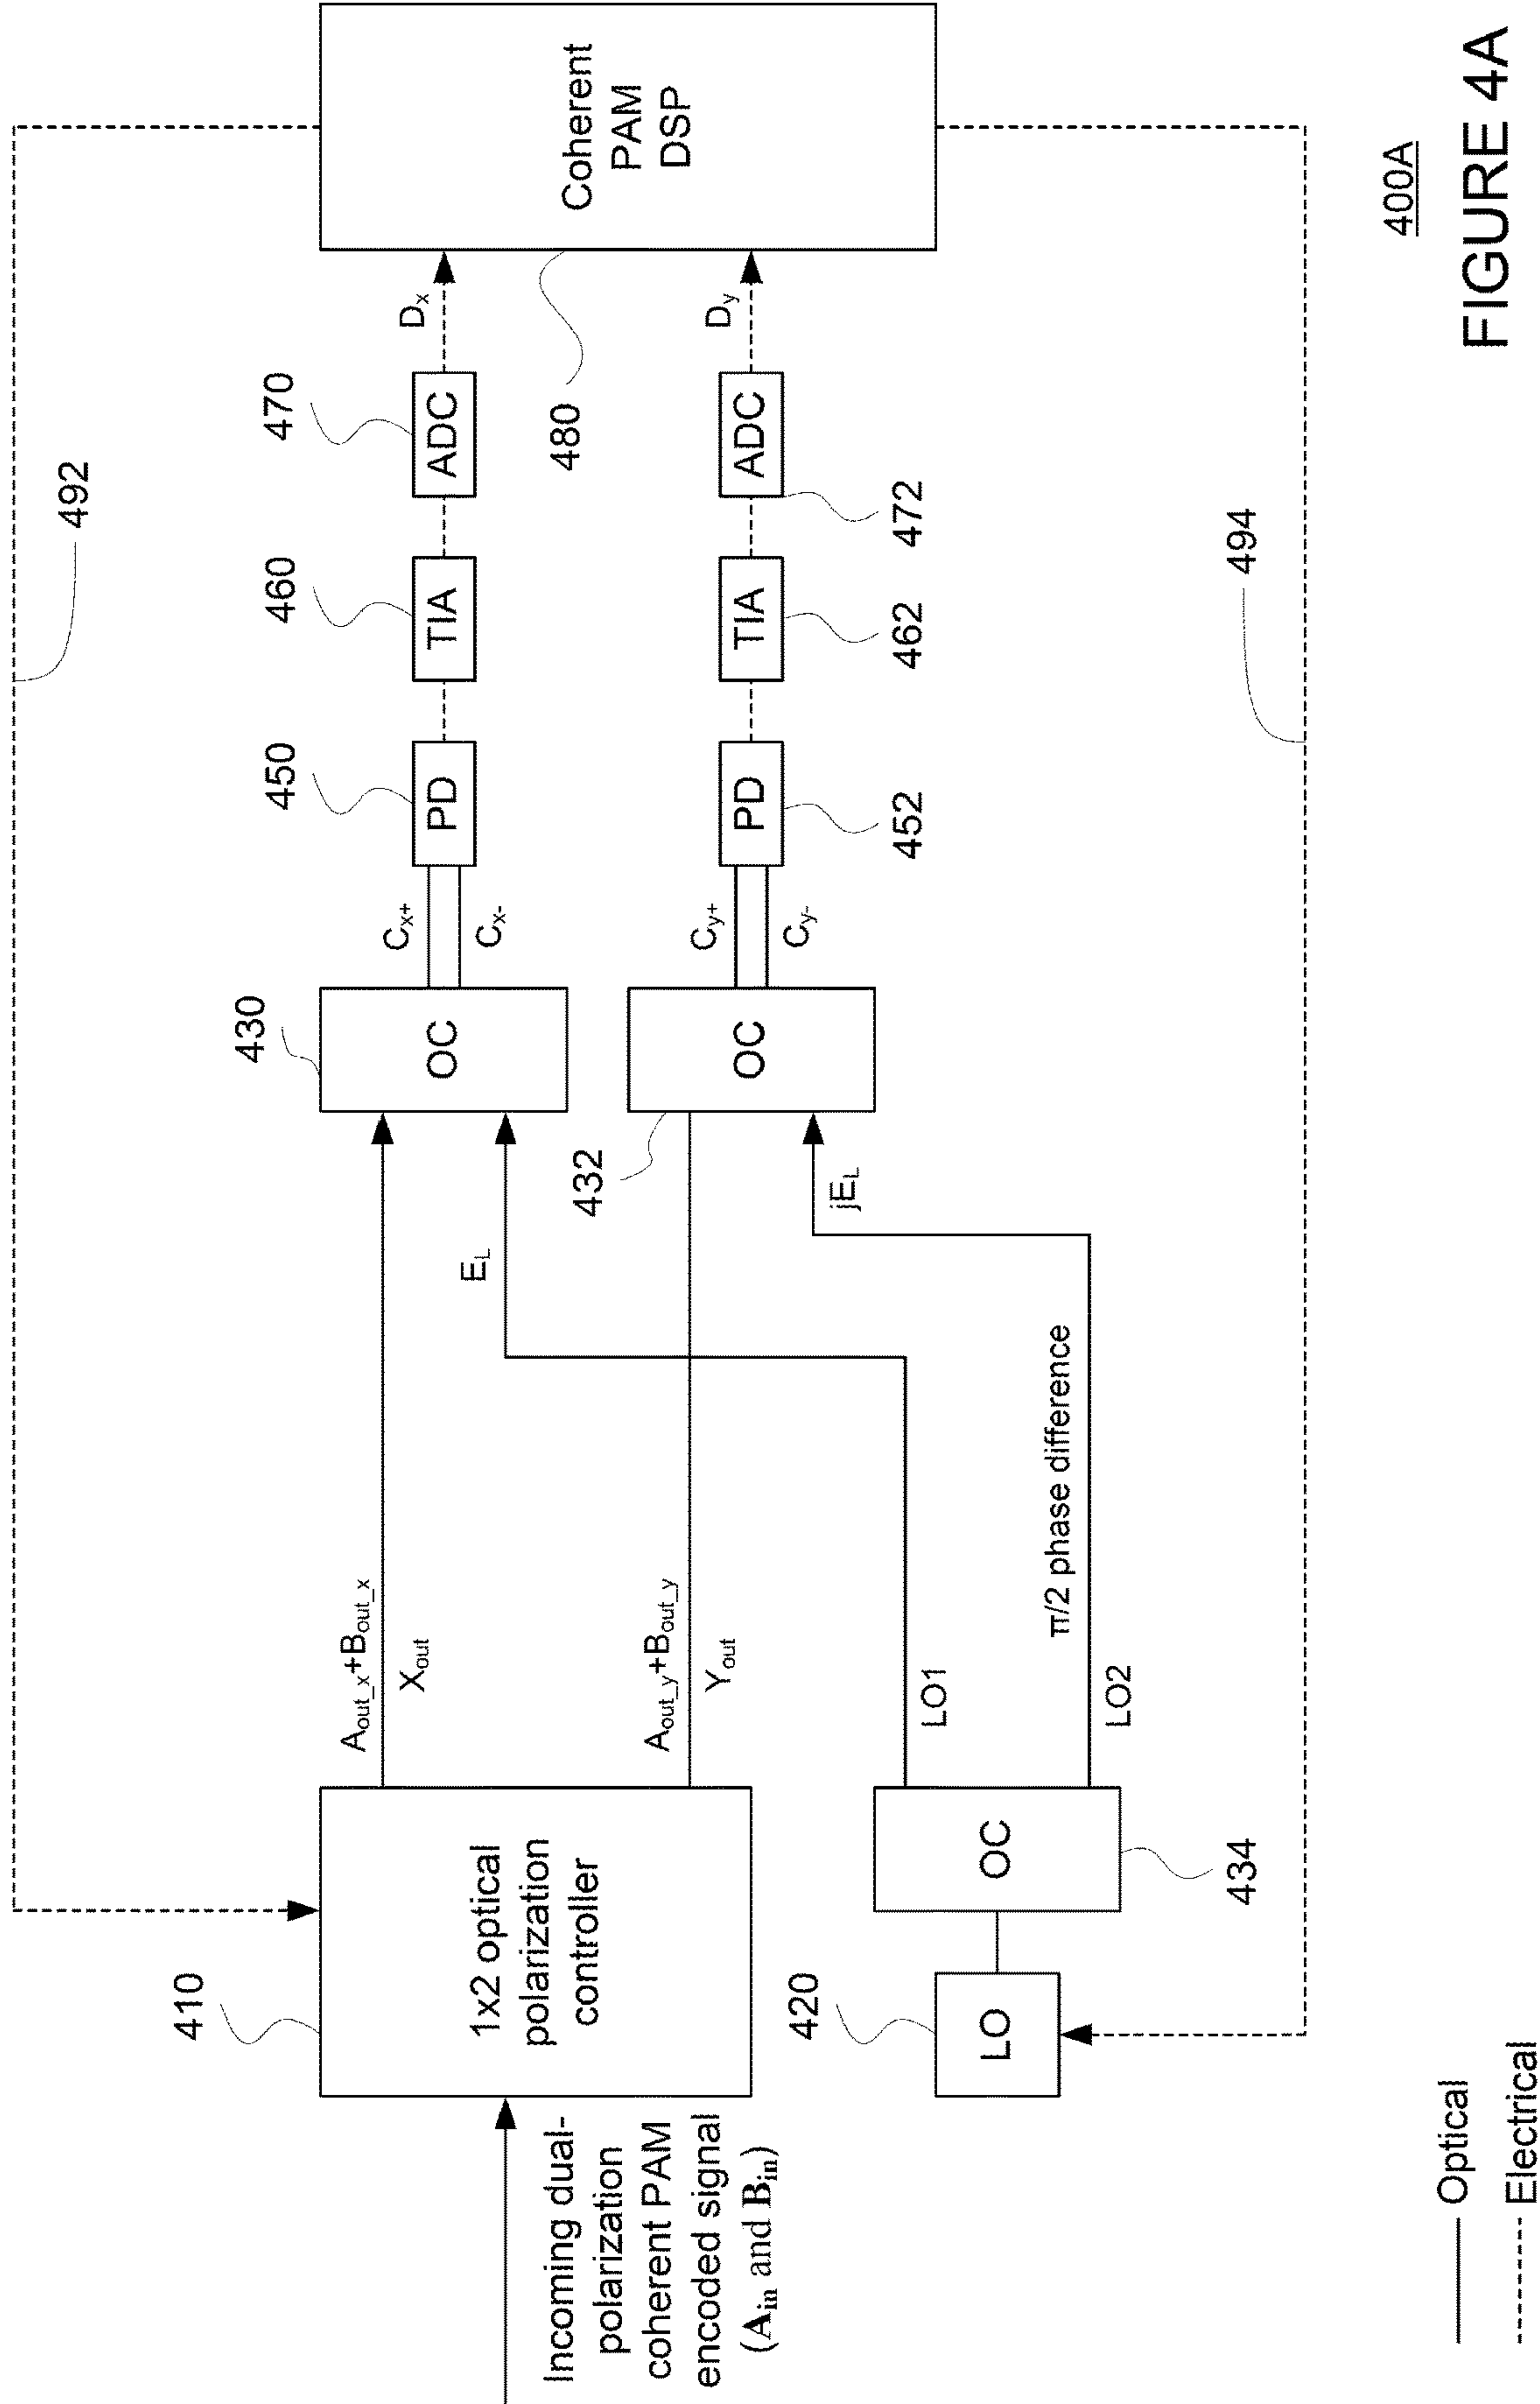 492
410
1x2 optical
polarization
controller
Incoming dual-
polarization
coherent PAM
encoded signal
(A_in and B_in)
A_out_x+B_out_x
X_out
A_out_y+B_out_y
Y_out
430
OC
E_L
432
OC
jE_L
C_x+
C_x-
C_y+
C_y-
450
PD
452
PD
460
TIA
462
TIA
470
ADC
472
ADC
D_x
D_y
480
Coherent
PAM
DSP
420
LO
OC
434
LO1
LO2
π/2 phase difference
494
Optical
Electrical
400A
FIGURE 4A